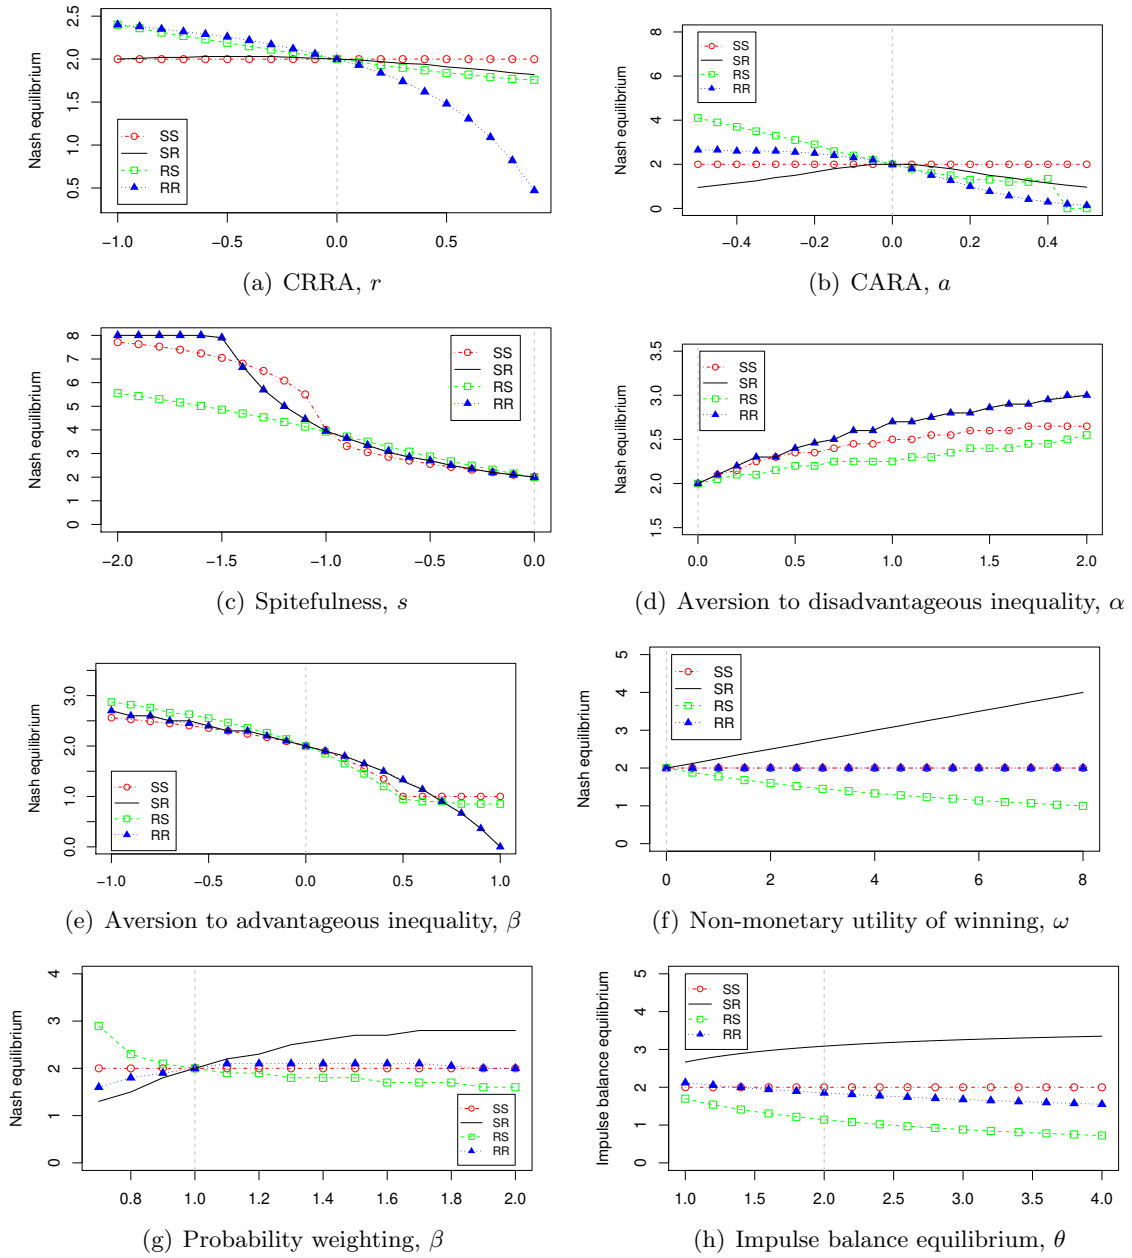 Nash equilibrium
2.5
2.0
1.5
1.0
0.5
SS
SR
RS
RR
−1.0 −0.5 0.0 0.5
(a) CRRA, r
Nash equilibrium
8
6
4
2
0
SS
SR
RS
RR
−0.4 −0.2 0.0 0.2 0.4
(b) CARA, a
Nash equilibrium
8
7
6
5
4
3
2
1
0
SS
SR
RS
RR
−2.0 −1.5 −1.0 −0.5 0.0
(c) Spitefulness, s
Nash equilibrium
3.5
3.0
2.5
2.0
1.5
SS
SR
RS
RR
0.0 0.5 1.0 1.5 2.0
(d) Aversion to disadvantageous inequality, α
Nash equilibrium
3.0
2.0
1.0
0.0
SS
SR
RS
RR
−1.0 −0.5 0.0 0.5 1.0
(e) Aversion to advantageous inequality, β
Nash equilibrium
5
4
3
2
1
0
SS
SR
RS
RR
0 2 4 6 8
(f) Non-monetary utility of winning, ω
Nash equilibrium
4
3
2
1
0
SS
SR
RS
RR
0.8 1.0 1.2 1.4 1.6 1.8 2.0
(g) Probability weighting, β
Impulse balance equilibrium
5
4
3
2
1
0
SS
SR
RS
RR
1.0 1.5 2.0 2.5 3.0 3.5 4.0
(h) Impulse balance equilibrium, θ